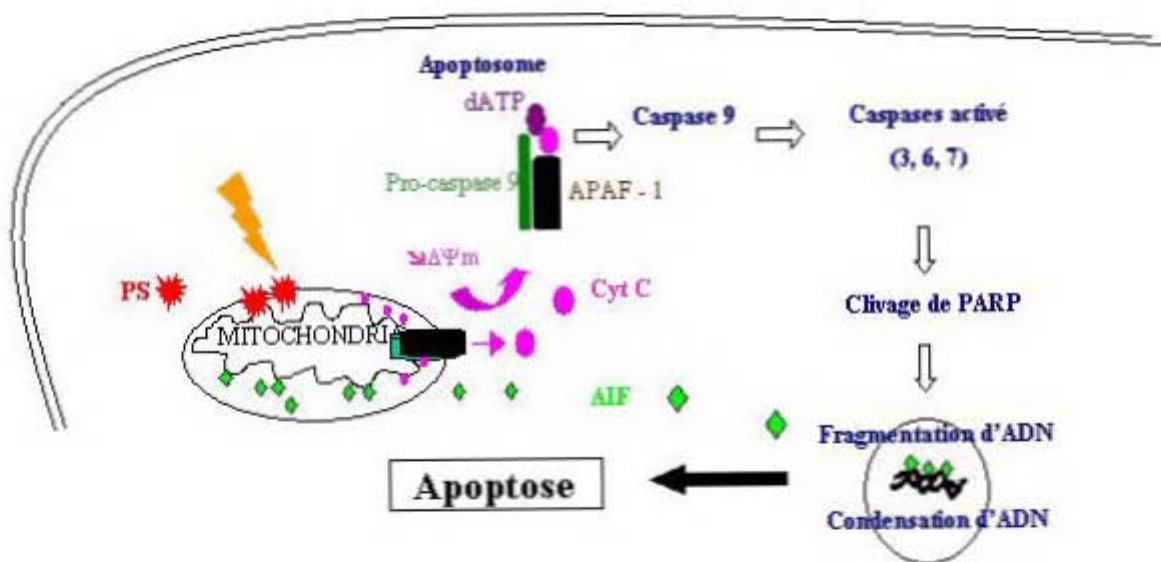 Apoptosome
dATP
Caspase 9
Caspases activé
(3, 6, 7)
Pro-caspase 9
APAF - 1
↘ΔΨm
PS
Cyt C
Clivage de PARP
MITOCHONDRI
AIF
Fragmentation d'ADN
Apoptose
Condensation d'ADN